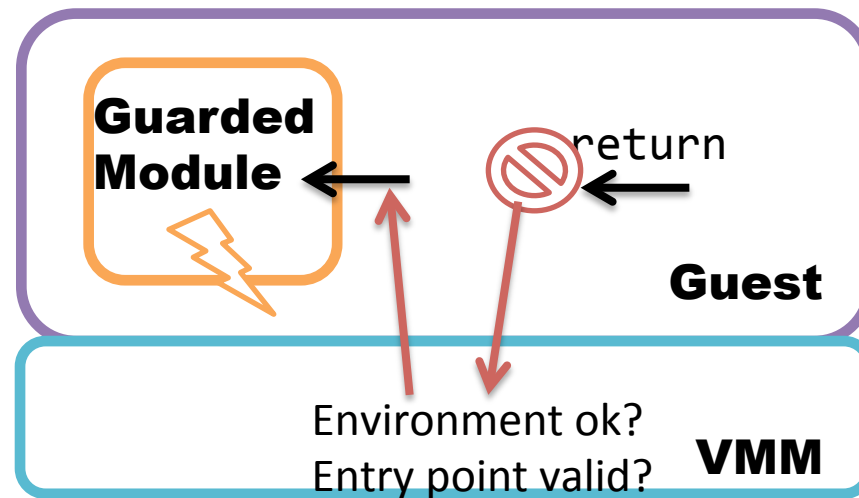 Guarded
Module
return
Guest
Environment ok?
Entry point valid?
VMM